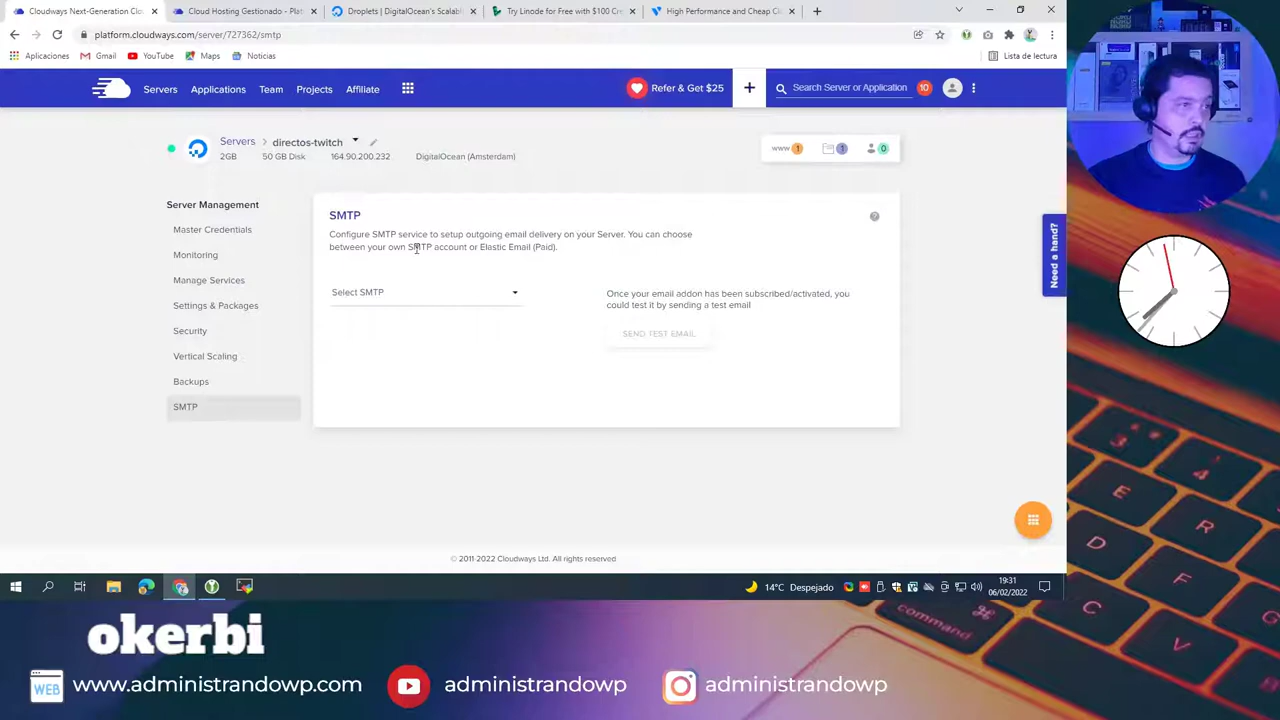 Cloudways Next-Generation Clo
Cloud Hosting Gestionado - Plat
Droplets | DigitalOcean's Scalabl
Try Linode for Free with $100 Cr
High Performance and Cheap Cl
platform.cloudways.com/server/727362/smtp
Aplicaciones
Gmail
YouTube
Maps
Noticias
Lista de lectura
Servers
Applications
Team
Projects
Affiliate
Refer & Get $25
+
Search Server or Application
10
Servers > directos-twitch
2GB
50 GB Disk
164.90.200.232
DigitalOcean (Amsterdam)
www 1
1
0
Server Management
Master Credentials
Monitoring
Manage Services
Settings & Packages
Security
Vertical Scaling
Backups
SMTP
SMTP
Configure SMTP service to setup outgoing email delivery on your Server. You can choose
between your own SMTP account or Elastic Email (Paid).
Select SMTP
Once your email addon has been subscribed/activated, you
could test it by sending a test email
SEND TEST EMAIL
Need a hand?
© 2011-2022 Cloudways Ltd. All rights reserved
14°C Despejado
19:31
06/02/2022
okerbi
WEB
www.administrandowp.com
administrandowp
administrandowp
3
4
E
R
D
F
C
V
command